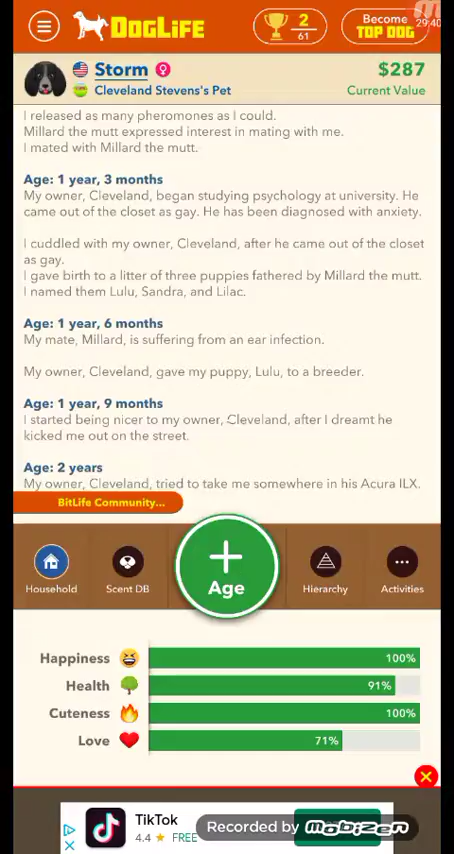 DOGLIFE
2
61
Become
TOP DOG
29:40
Storm
$287
Cleveland Stevens's Pet
Current Value
I released as many pheromones as I could.
Millard the mutt expressed interest in mating with me.
I mated with Millard the mutt.
Age: 1 year, 3 months
My owner, Cleveland, began studying psychology at university. He
came out of the closet as gay. He has been diagnosed with anxiety.
I cuddled with my owner, Cleveland, after he came out of the closet
as gay.
I gave birth to a litter of three puppies fathered by Millard the mutt.
I named them Lulu, Sandra, and Lilac.
Age: 1 year, 6 months
My mate, Millard, is suffering from an ear infection.
My owner, Cleveland, gave my puppy, Lulu, to a breeder.
Age: 1 year, 9 months
I started being nicer to my owner, Cleveland, after I dreamt he
kicked me out on the street.
Age: 2 years
My owner, Cleveland, tried to take me somewhere in his Acura ILX.
BitLife Community...
Household
Scent DB
+
Age
Hierarchy
Activities
Happiness
100%
Health
91%
Cuteness
100%
Love
71%
TikTok
4.4 ★ FREE
Recorded by mobizen